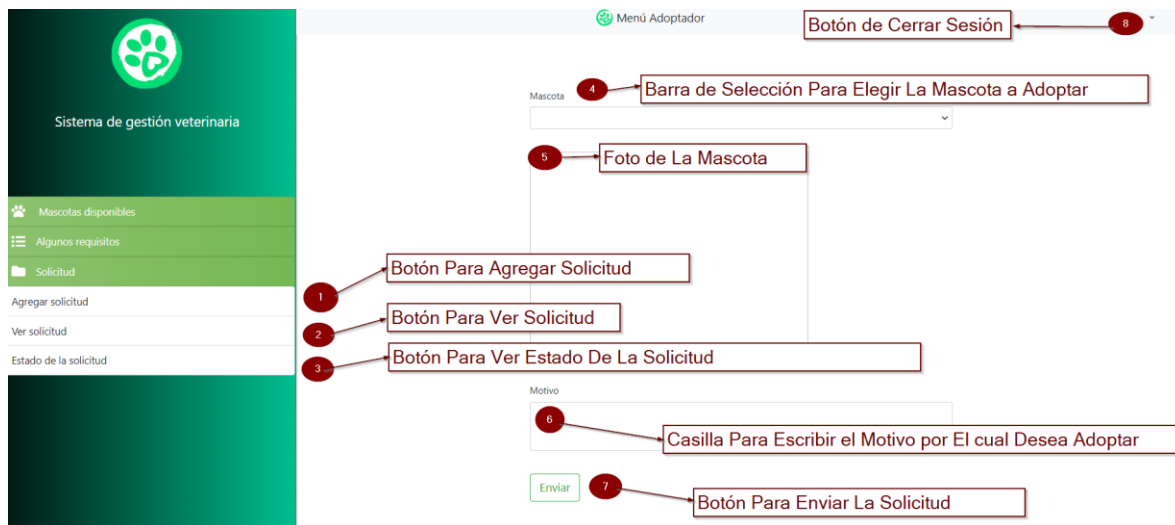 Menú Adoptador
Botón de Cerrar Sesión
8
Sistema de gestión veterinaria
Mascota
4
Barra de Selección Para Elegir La Mascota a Adoptar
5
Foto de La Mascota
Mascotas disponibles
Algunos requisitos
Solicitud
Agregar solicitud
Ver solicitud
Estado de la solicitud
1
Botón Para Agregar Solicitud
2
Botón Para Ver Solicitud
3
Botón Para Ver Estado De La Solicitud
Motivo
6
Casilla Para Escribir el Motivo por El cual Desea Adoptar
Enviar
7
Botón Para Enviar La Solicitud